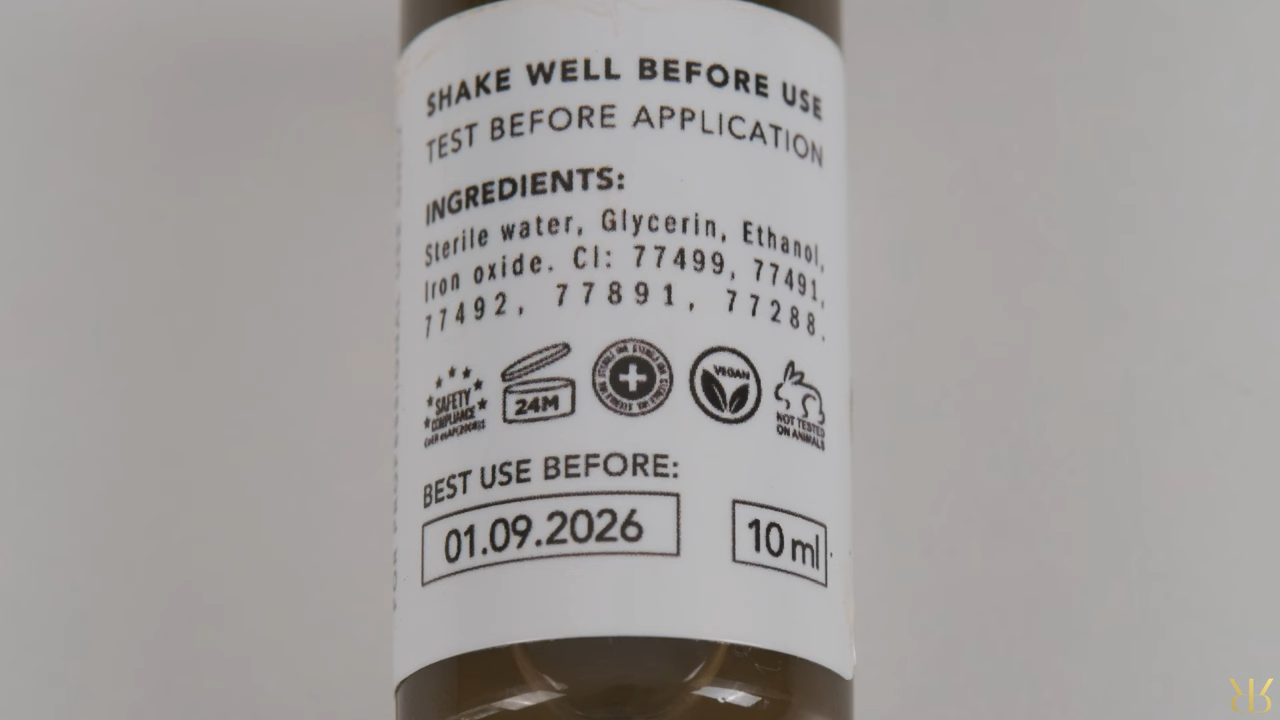 SHAKE WELL BEFORE USE
TEST BEFORE APPLICATION
INGREDIENTS:
Sterile water, Glycerin, Ethanol,
Iron oxide. CI: 77499, 77491,
77492, 77891, 77288.
SAFETY
COMPLIANCE
24M
VEGAN
NOT TESTED
ON ANIMALS
BEST USE BEFORE:
01.09.2026
10 ml